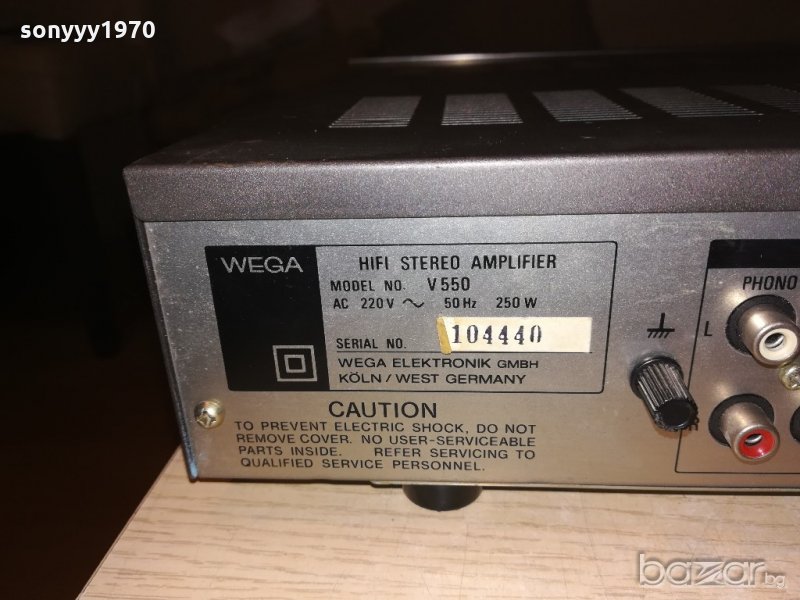 sonyyy1970
WEGA
HIFI STEREO AMPLIFIER
MODEL NO. V550
AC 220V ~ 50Hz 250 W
SERIAL NO. 104440
WEGA ELEKTRONIK GMBH
KÖLN/WEST GERMANY
CAUTION
TO PREVENT ELECTRIC SHOCK, DO NOT
REMOVE COVER. NO USER-SERVICEABLE
PARTS INSIDE. REFER SERVICING TO
QUALIFIED SERVICE PERSONNEL.
PHONO
L
R
bazar.bg